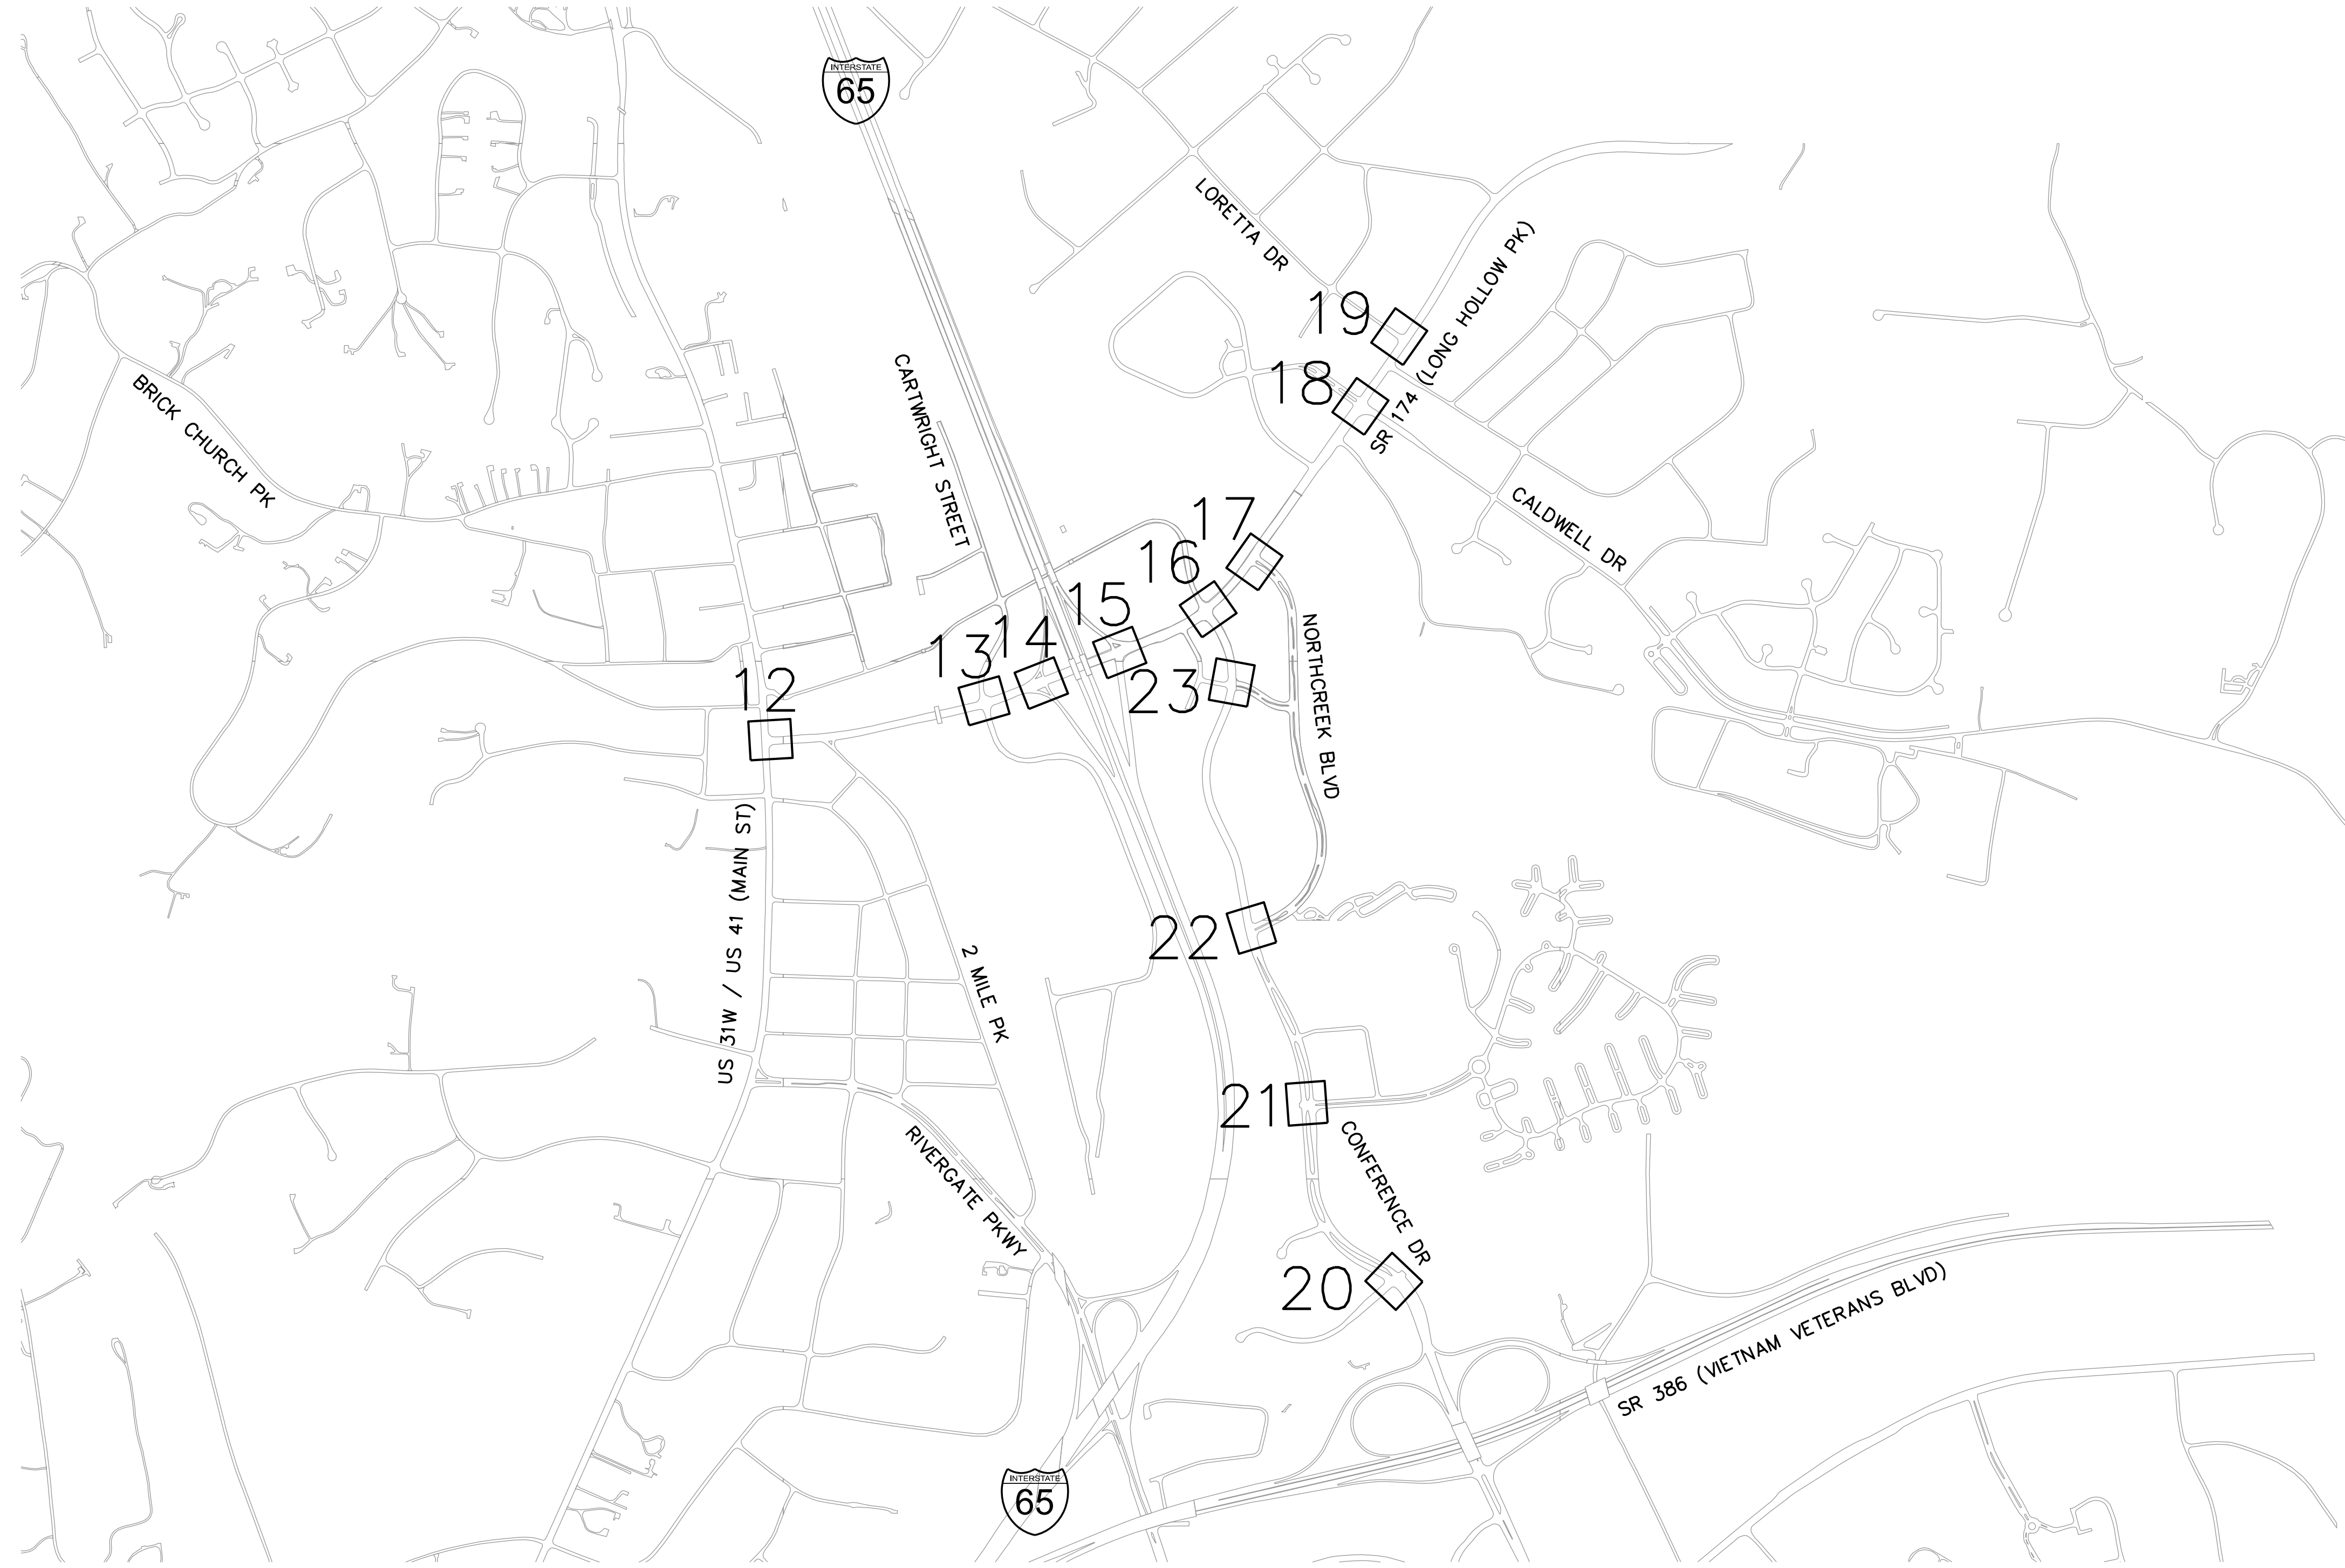 INTERSTATE
65
LORETTA DR
SR 174 (LONG HOLLOW PK)
19
18
CARTWRIGHT STREET
BRICK CHURCH PK
17
CALDWELL DR
16
15
14
13
12
23
NORTHCREEK BLVD
US 31W / US 41 (MAIN ST)
22
2 MILE PK
21
CONFERENCE DR
RIVERGATE PKWY
20
SR 386 (VIETNAM VETERANS BLVD)
INTERSTATE
65